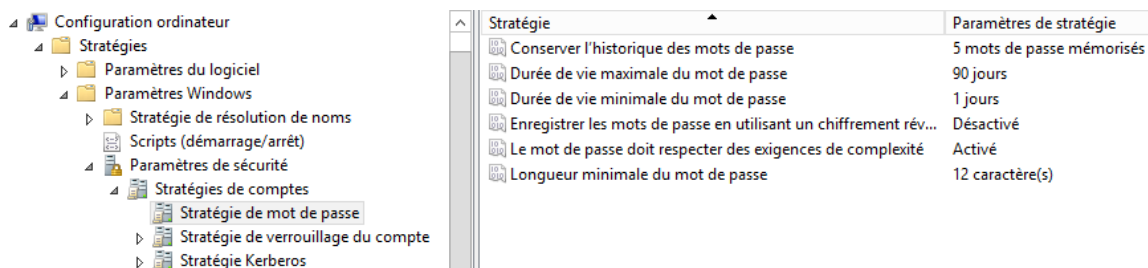 Configuration ordinateur
Stratégies
Paramètres du logiciel
Paramètres Windows
Stratégie de résolution de noms
Scripts (démarrage/arrêt)
Paramètres de sécurité
Stratégies de comptes
Stratégie de mot de passe
Stratégie de verrouillage du compte
Stratégie Kerberos
Stratégie Paramètres de stratégie
Conserver l'historique des mots de passe 5 mots de passe mémorisés
Durée de vie maximale du mot de passe 90 jours
Durée de vie minimale du mot de passe 1 jours
Enregistrer les mots de passe en utilisant un chiffrement rév... Désactivé
Le mot de passe doit respecter des exigences de complexité Activé
Longueur minimale du mot de passe 12 caractère(s)